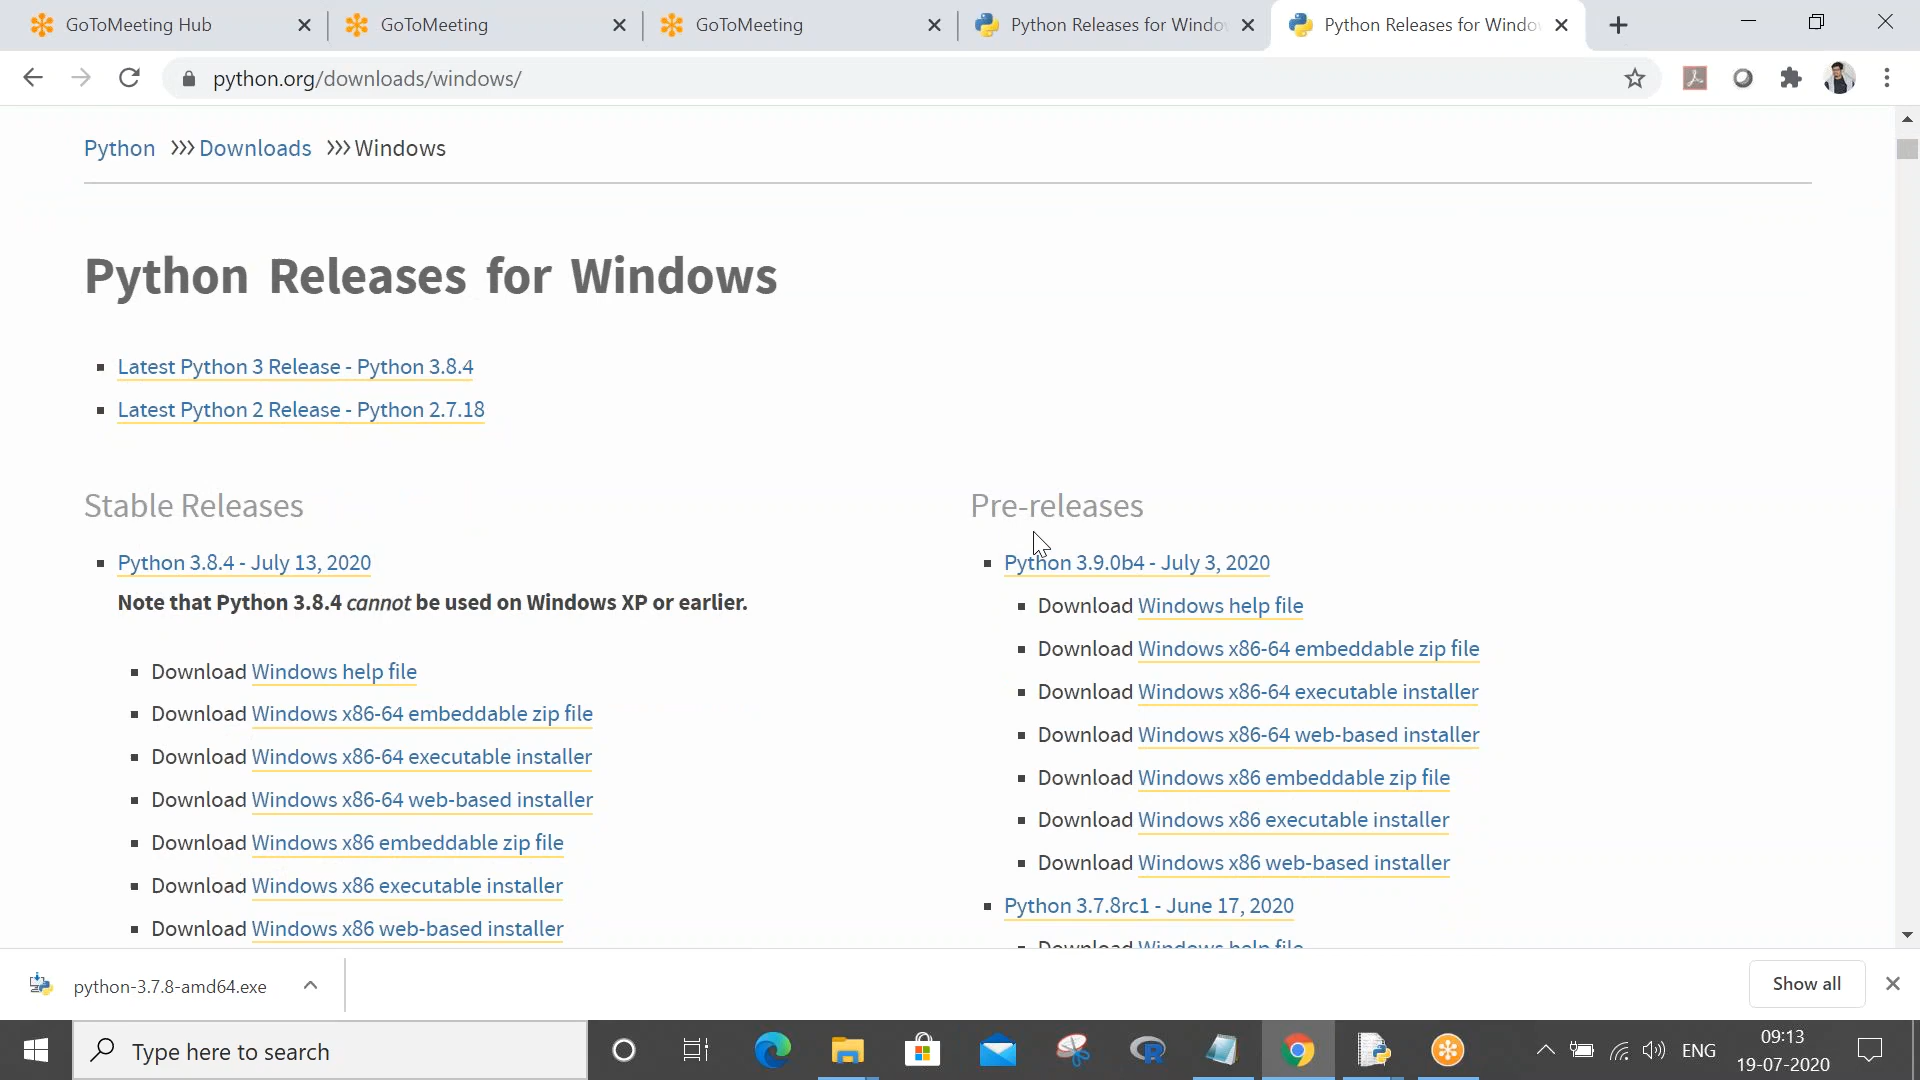 GoToMeeting Hub
GoToMeeting
GoToMeeting
Python Releases for Windo
Python Releases for Windo
python.org/downloads/windows/
Python >>> Downloads >>> Windows
Python Releases for Windows
Latest Python 3 Release - Python 3.8.4
Latest Python 2 Release - Python 2.7.18
Stable Releases
Python 3.8.4 - July 13, 2020
Note that Python 3.8.4 cannot be used on Windows XP or earlier.
Download Windows help file
Download Windows x86-64 embeddable zip file
Download Windows x86-64 executable installer
Download Windows x86-64 web-based installer
Download Windows x86 embeddable zip file
Download Windows x86 executable installer
Download Windows x86 web-based installer
Pre-releases
Python 3.9.0b4 - July 3, 2020
Download Windows help file
Download Windows x86-64 embeddable zip file
Download Windows x86-64 executable installer
Download Windows x86-64 web-based installer
Download Windows x86 embeddable zip file
Download Windows x86 executable installer
Download Windows x86 web-based installer
Python 3.7.8rc1 - June 17, 2020
Download Windows help file
python-3.7.8-amd64.exe
Show all
Type here to search
R
ENG
09:13
19-07-2020